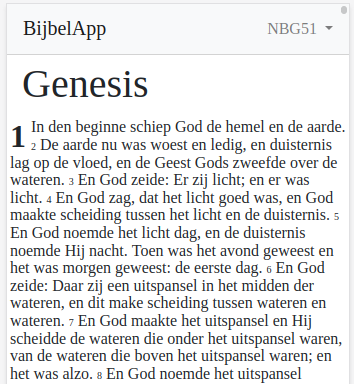 BijbelApp NBG51
Genesis
1 In den beginne schiep God de hemel en de aarde.
2 De aarde nu was woest en ledig, en duisternis
lag op de vloed, en de Geest Gods zweefde over de
wateren. 3 En God zeide: Er zij licht; en er was
licht. 4 En God zag, dat het licht goed was, en God
maakte scheiding tussen het licht en de duisternis. 5
En God noemde het licht dag, en de duisternis
noemde Hij nacht. Toen was het avond geweest en
het was morgen geweest: de eerste dag. 6 En God
zeide: Daar zij een uitspansel in het midden der
wateren, en dit make scheiding tussen wateren en
wateren. 7 En God maakte het uitspansel en Hij
scheidde de wateren die onder het uitspansel waren,
van de wateren die boven het uitspansel waren; en
het was alzo. 8 En God noemde het uitspansel